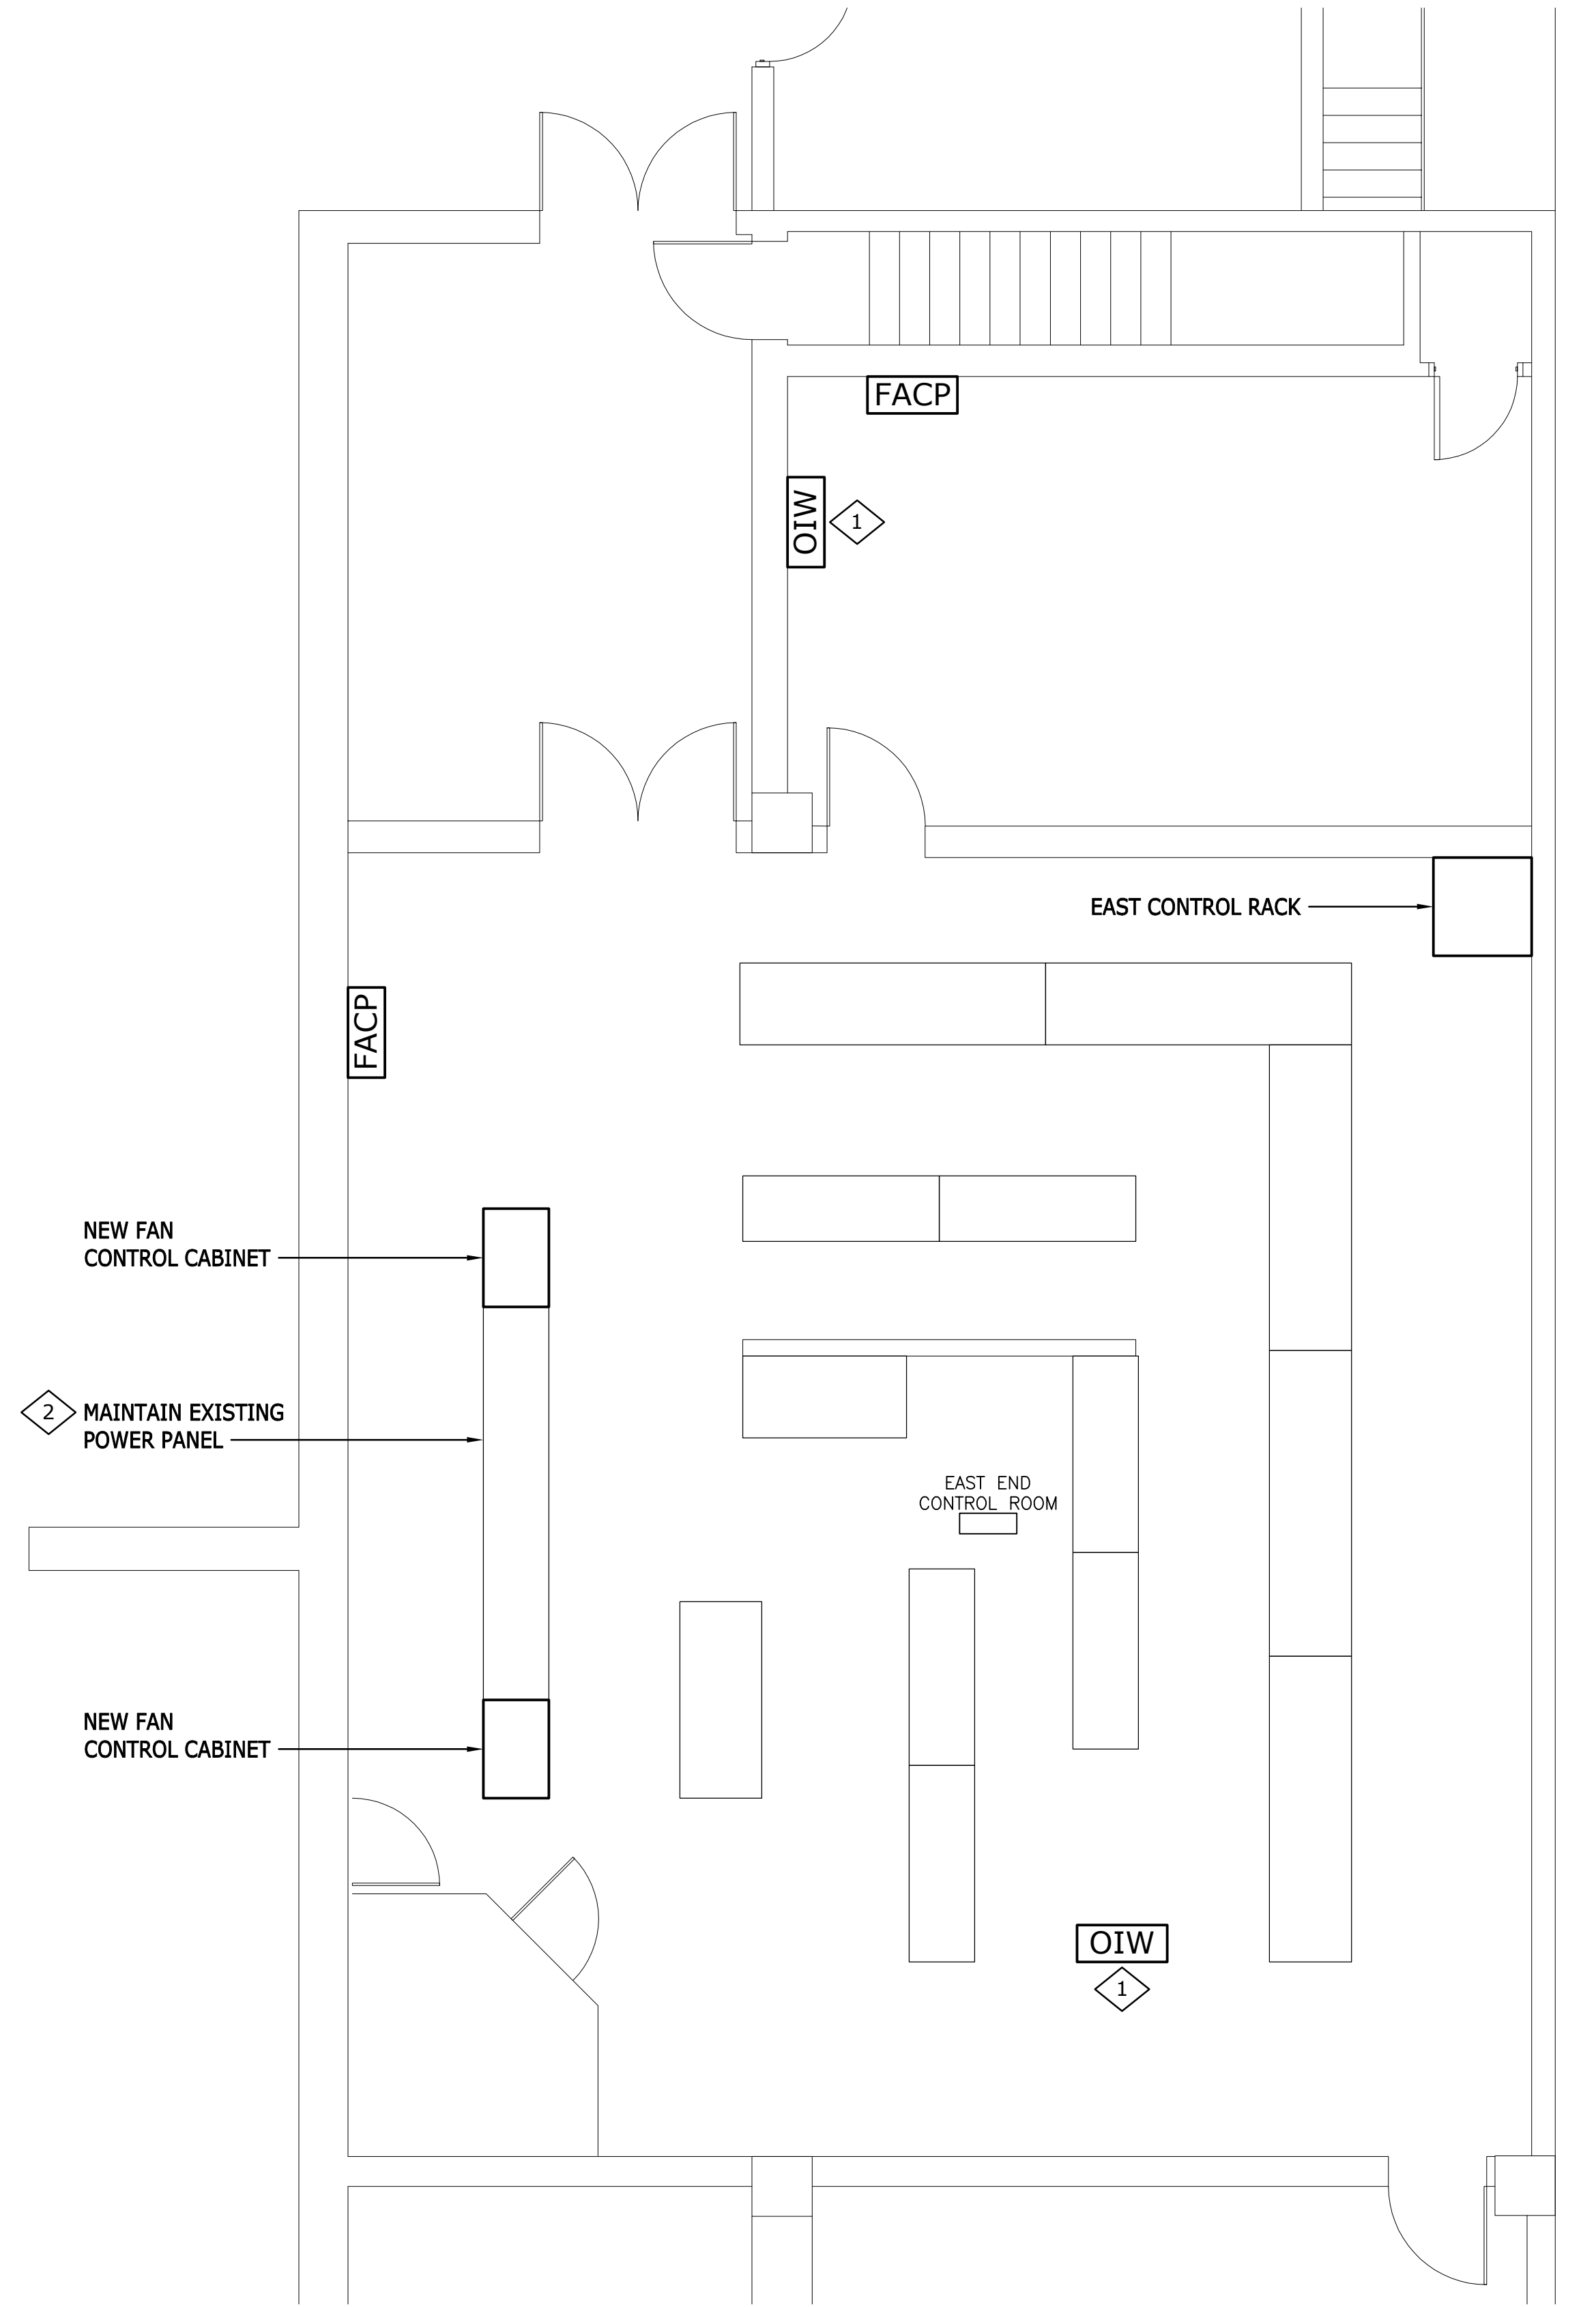 FACP
OIW
1
EAST CONTROL RACK
FACP
NEW FAN
CONTROL CABINET
2
MAINTAIN EXISTING
POWER PANEL
EAST END
CONTROL ROOM
NEW FAN
CONTROL CABINET
OIW
1